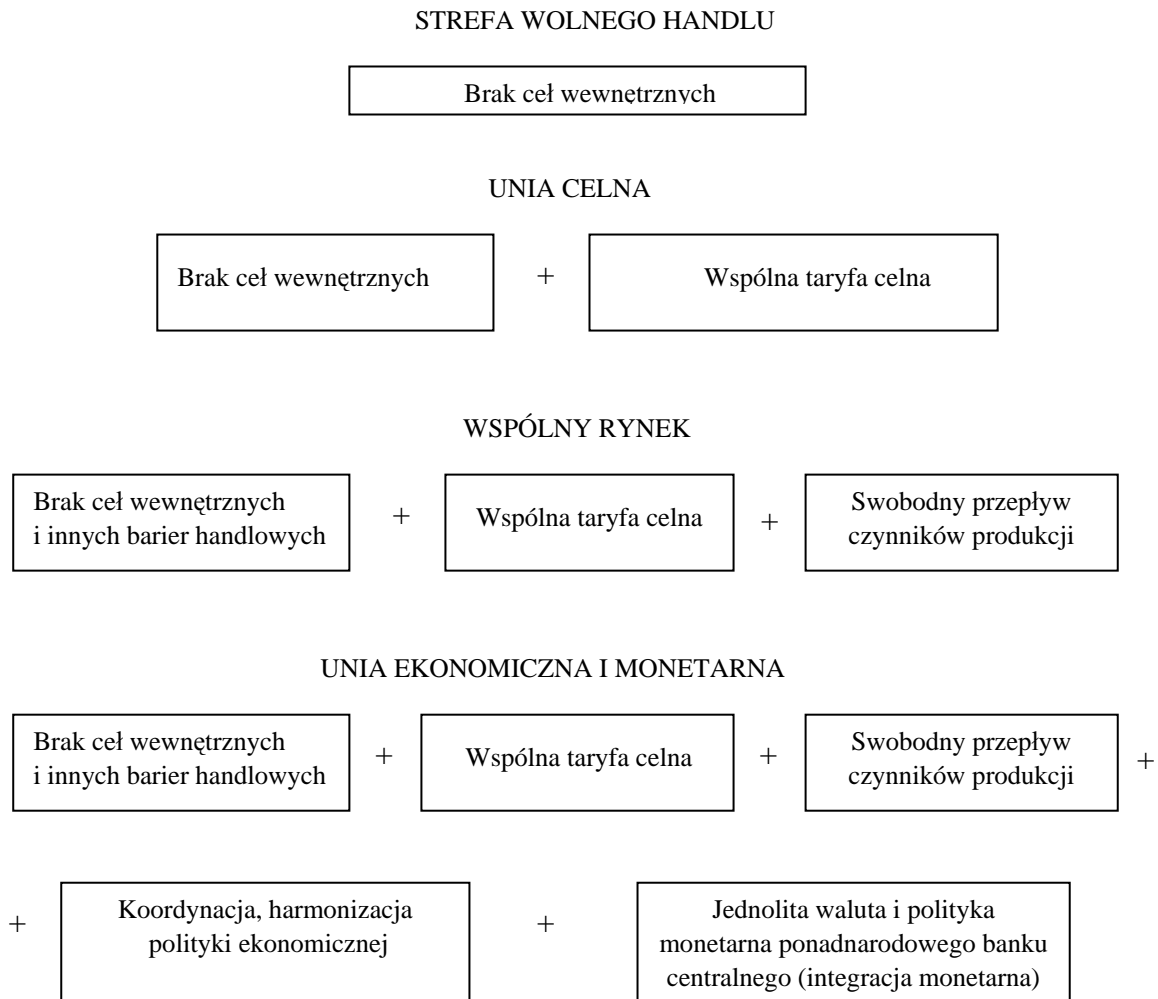 STREFA WOLNEGO HANDLU
Brak ceł wewnętrznych
UNIA CELNA
Brak ceł wewnętrznych + Wspólna taryfa celna
WSPÓLNY RYNEK
Brak ceł wewnętrznych
i innych barier handlowych
+
Wspólna taryfa celna
+
Swobodny przepływ
czynników produkcji
UNIA EKONOMICZNA I MONETARNA
Brak ceł wewnętrznych
i innych barier handlowych
+
Wspólna taryfa celna
+
Swobodny przepływ
czynników produkcji
+
+
Koordynacja, harmonizacja
polityki ekonomicznej
+
Jednolita waluta i polityka
monetarna ponadnarodowego banku
centralnego (integracja monetarna)